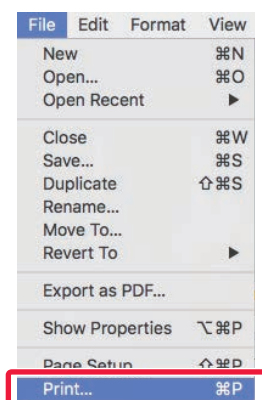 File Edit Format View
New ⌘N
Open... ⌘O
Open Recent ▶
Close ⌘W
Save... ⌘S
Duplicate ⇧⌘S
Rename...
Move To...
Revert To ▶
Export as PDF...
Show Properties ⌥⌘P
Page Setup ⇧⌘P
Print... ⌘P